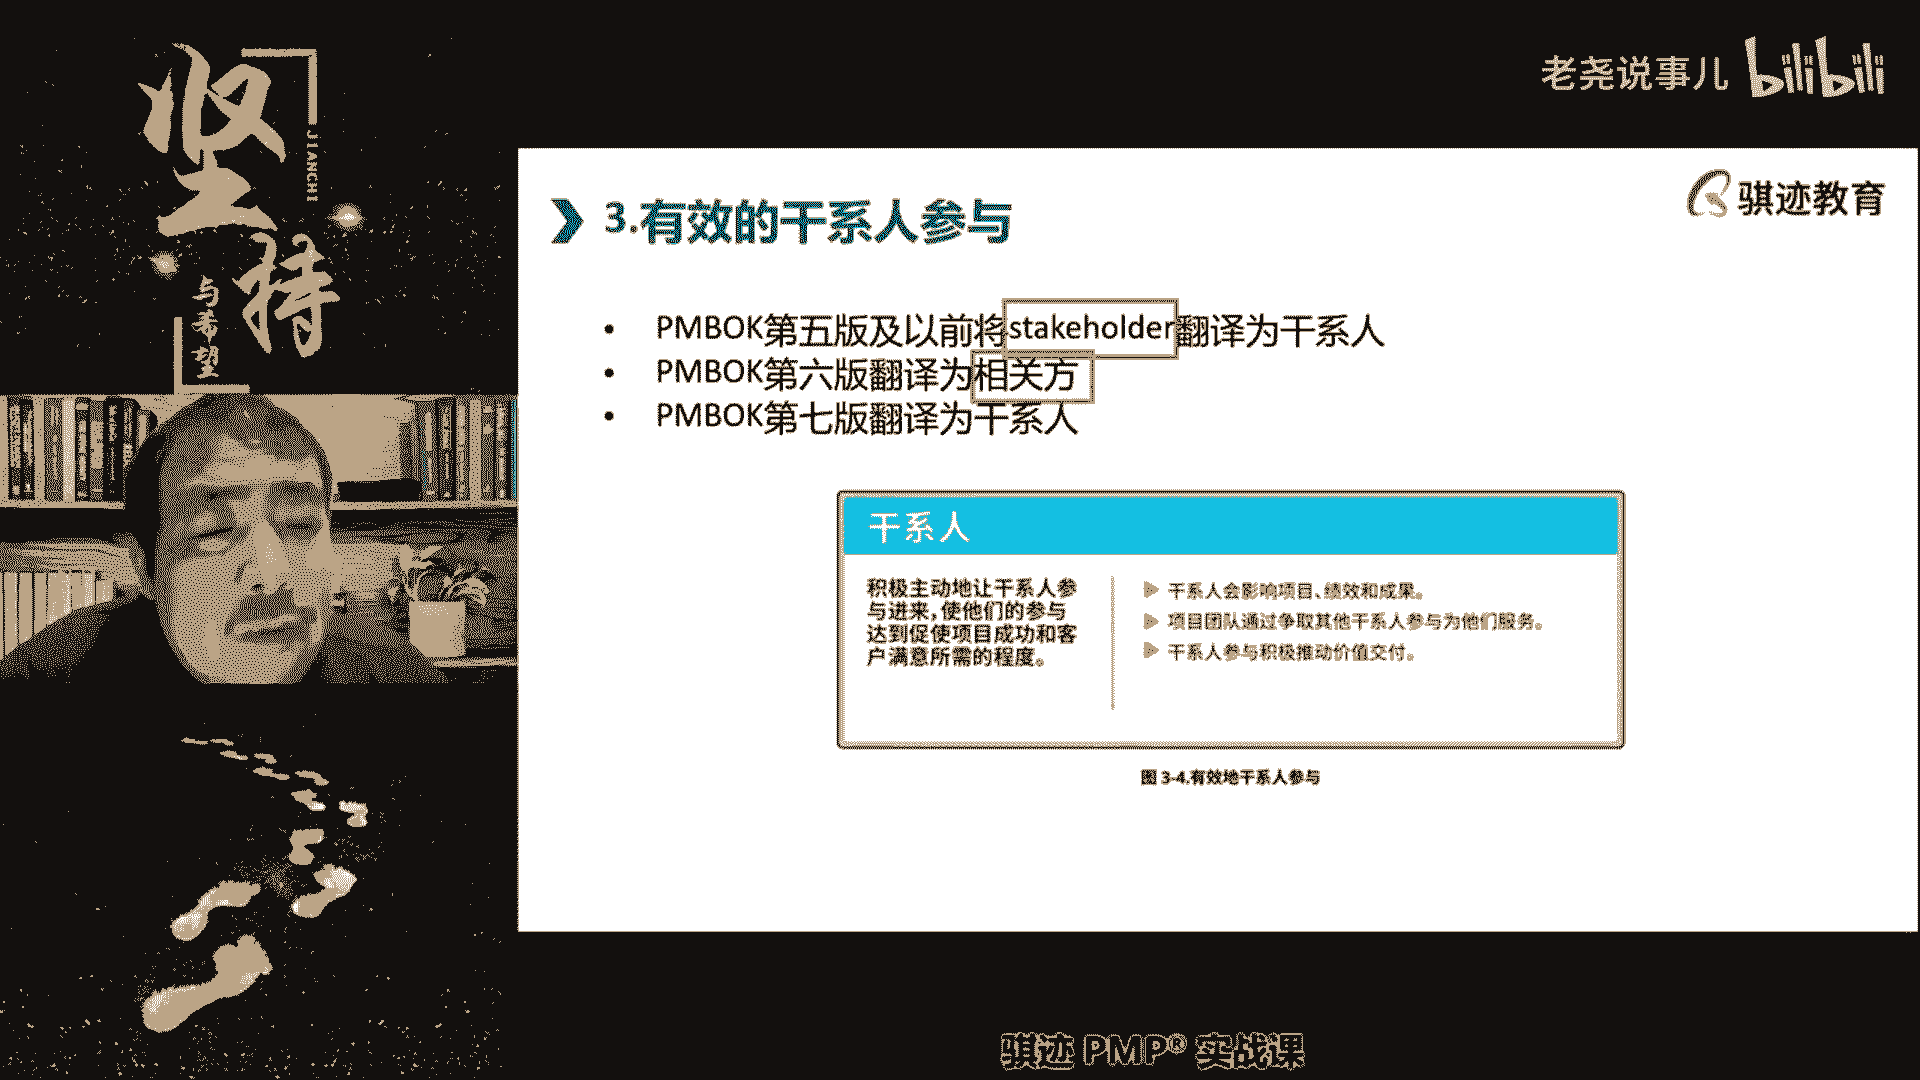 坚持
JIANCHI
与希望
老尧说事儿 bilibili
骐迹教育
3.有效的干系人参与
• PMBOK第五版及以前将stakeholder翻译为干系人
• PMBOK第六版翻译为相关方
• PMBOK第七版翻译为干系人
干系人
积极主动地让干系人参
与进来,使他们的参与
达到促使项目成功和客
户满意所需的程度。
干系人会影响项目、绩效和成果。
项目团队通过争取其他干系人参与为他们服务。
干系人参与积极推动价值交付。
图 3-4.有效地干系人参与
骐迹 PMP® 实战课